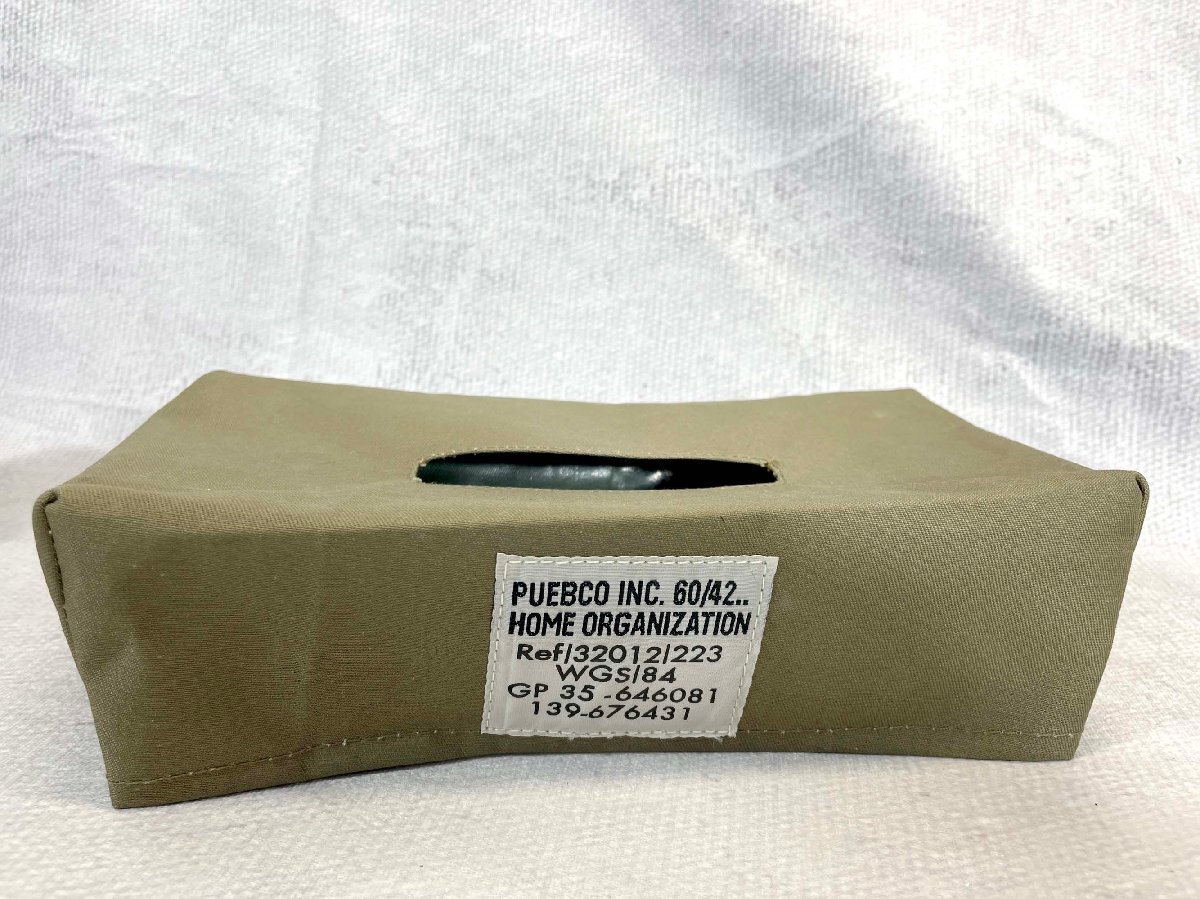 PUEBCO INC. 60/42..
HOME ORGANIZATION
Ref/32012/223
WGS/84
GP 35-646081
139-676431